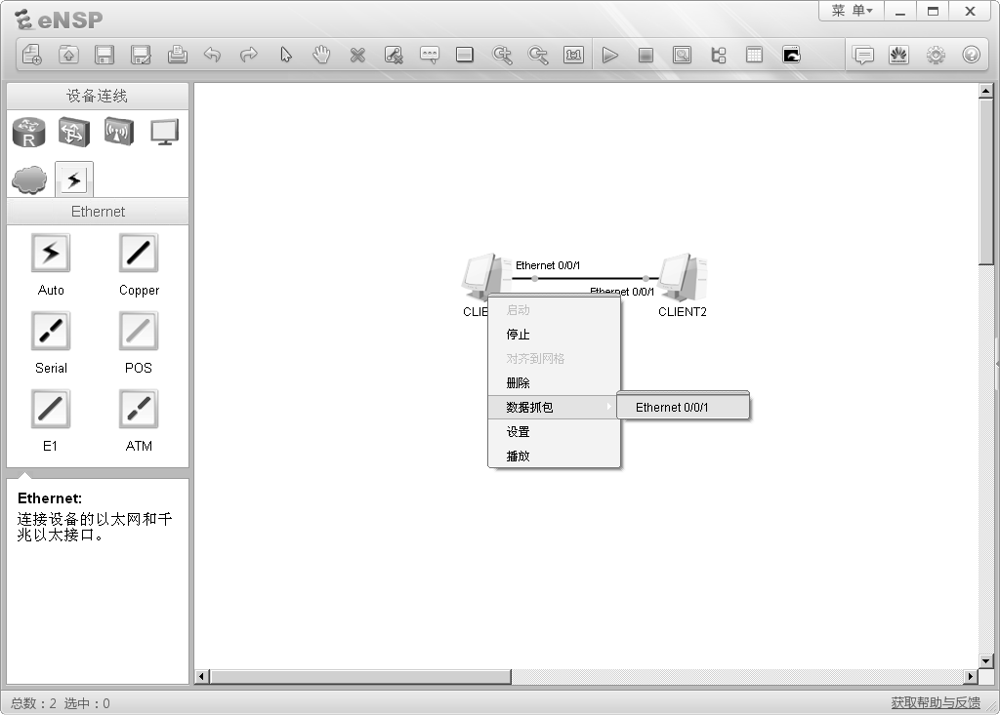 eNSP
菜 单
1:1
设备连线
R
Ethernet
Auto
Copper
Serial
POS
E1
ATM
Ethernet:
连接设备的以太网和千
兆以太接口。
Ethernet 0/0/1
Ethernet 0/0/1
CLIE
CLIENT2
启动
停止
对齐到网格
删除
数据抓包
Ethernet 0/0/1
设置
播放
总数：2 选中：0
获取帮助与反馈